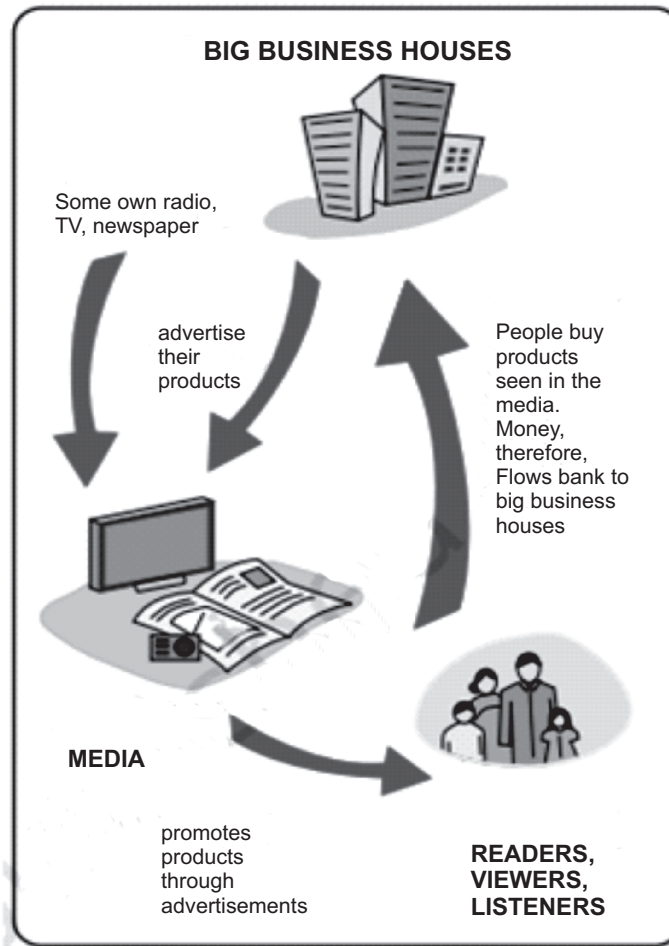 BIG BUSINESS HOUSES
Some own radio,
TV, newspaper
advertise
their
products
People buy
products
seen in the
media.
Money,
therefore,
Flows bank to
big business
houses
MEDIA
promotes
products
through
advertisements
READERS,
VIEWERS,
LISTENERS